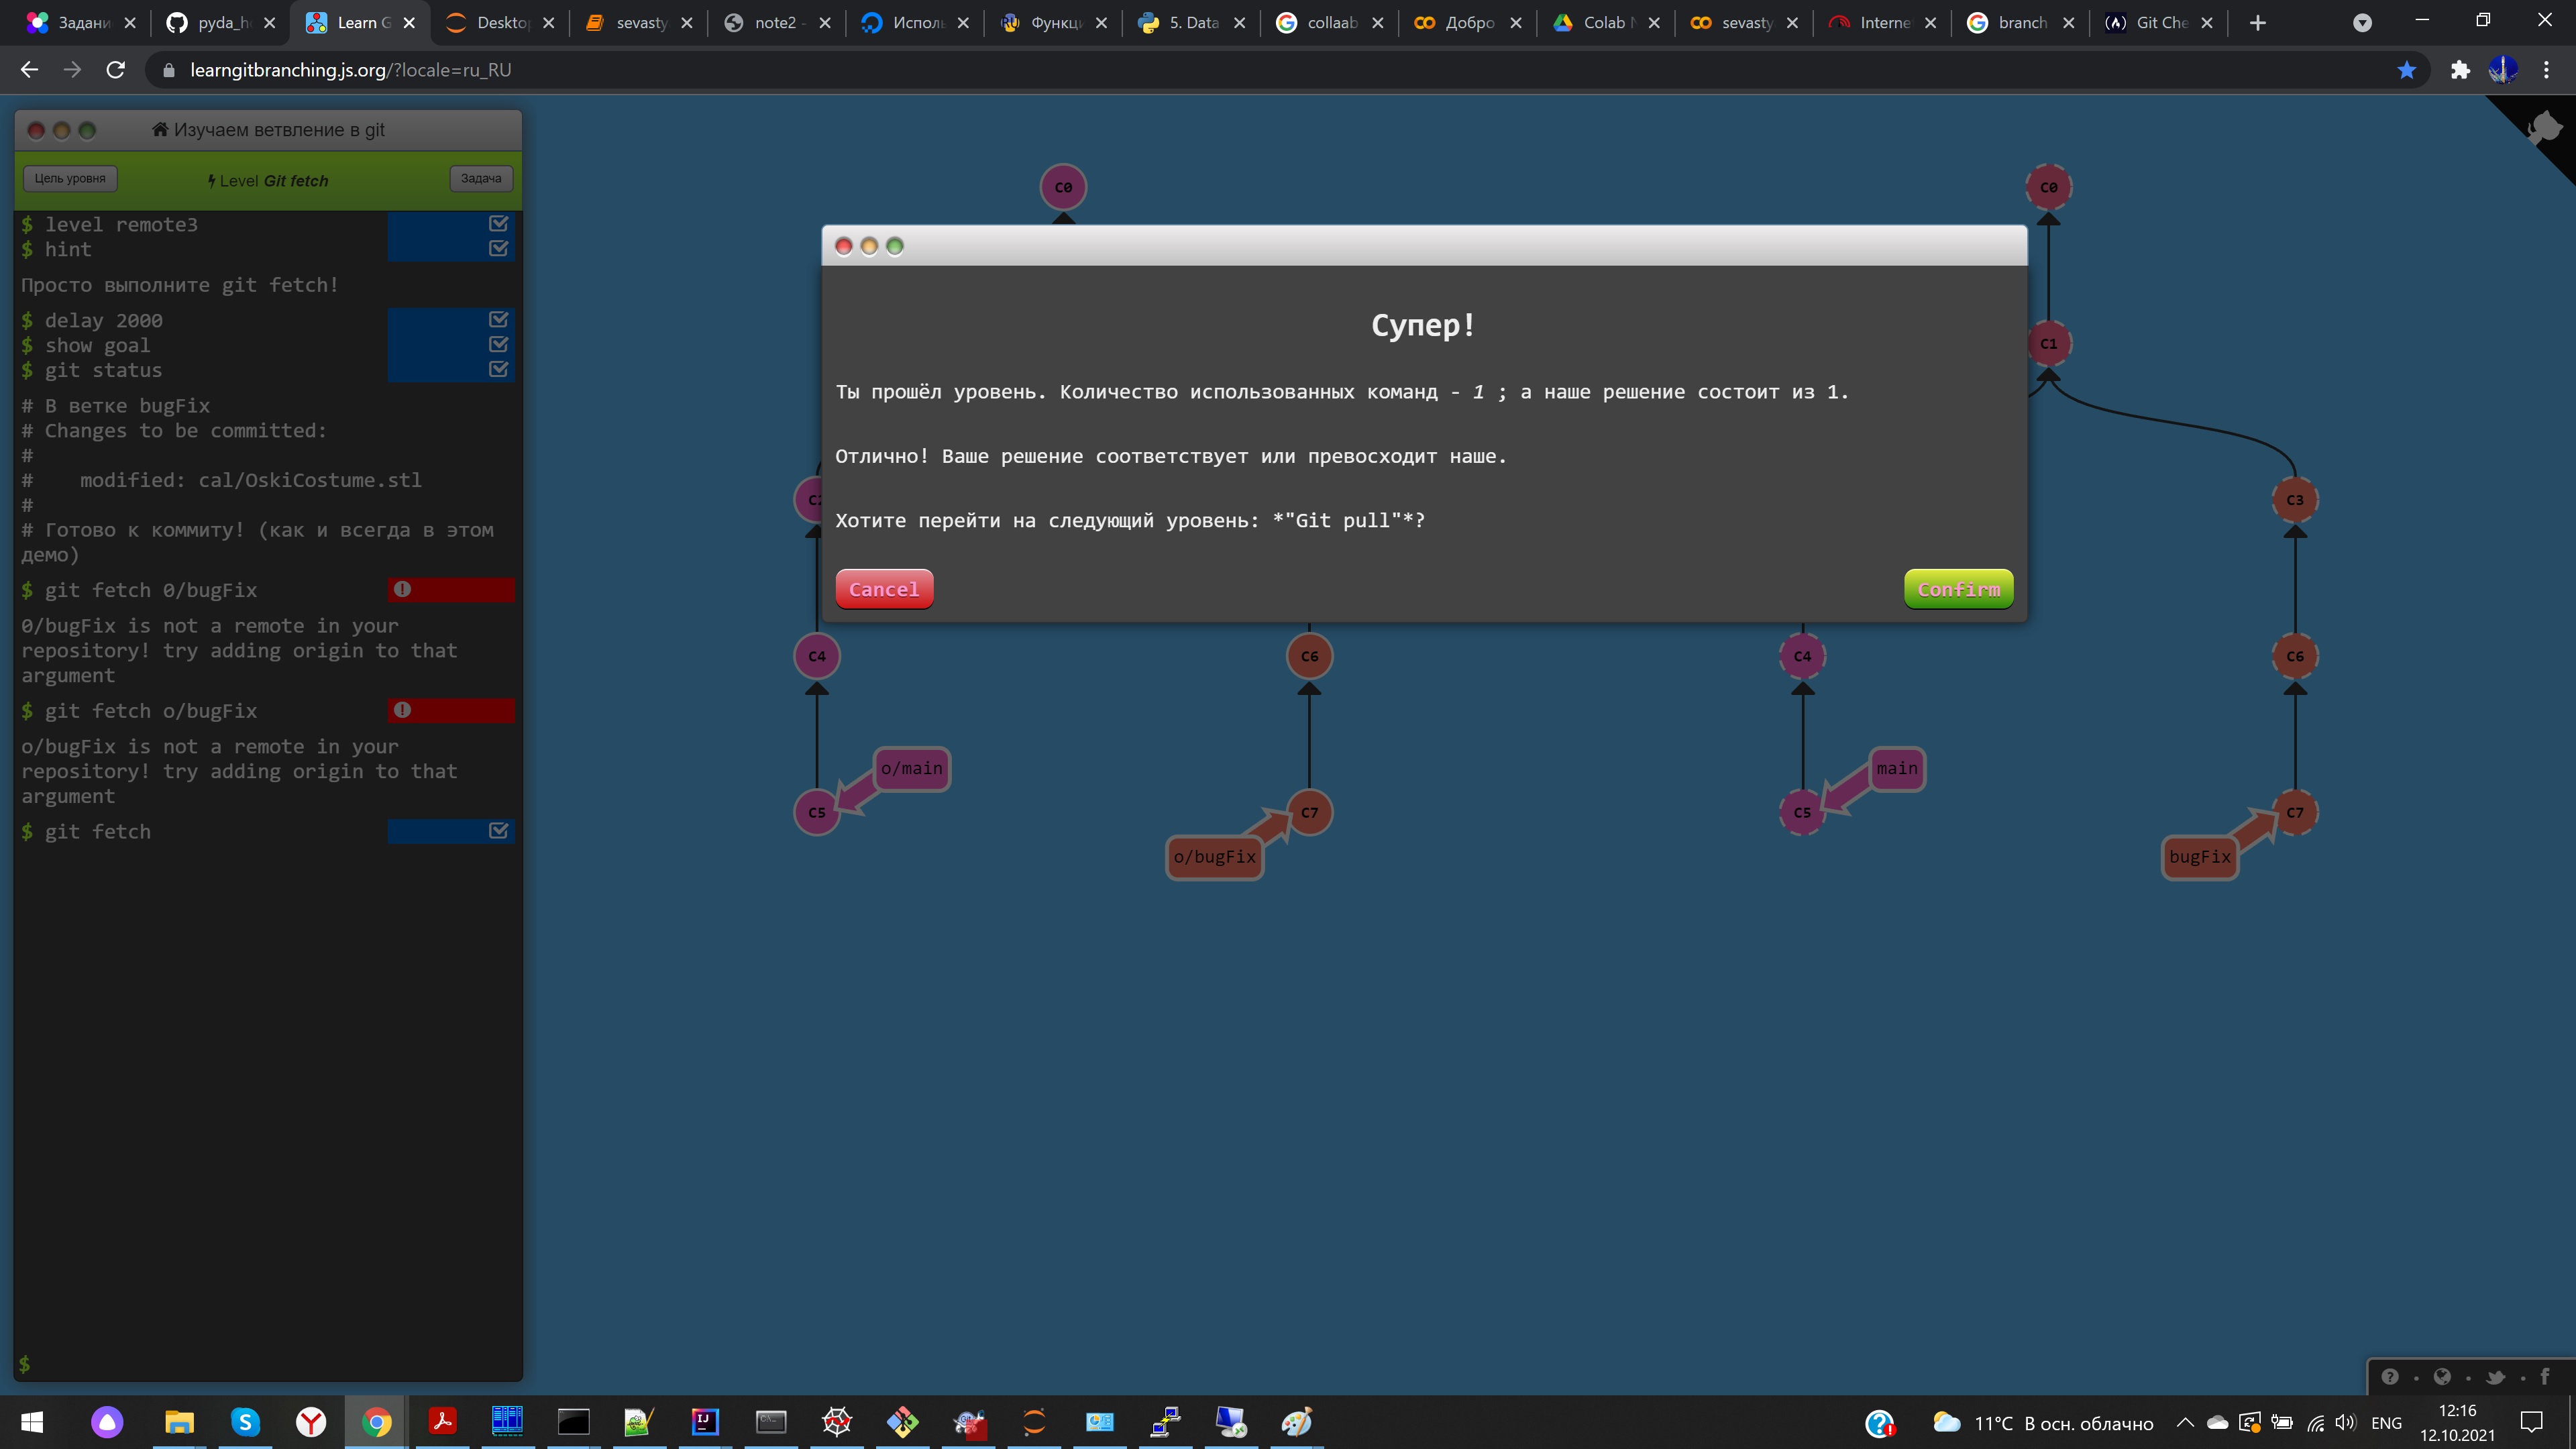 Задани
pyda_h
Learn G
Deskto
sevasty
note2 -
Исполь
Функц
5. Data
collaab
Добро
Colab N
sevasty
Interne
branch
Git Che
learngitbranching.js.org/?locale=ru_RU
Изучаем ветвление в git
Цель уровня
Level Git fetch
Задача
$ level remote3
$ hint
Просто выполните git fetch!
$ delay 2000
$ show goal
$ git status
# В ветке bugFix
# Changes to be committed:
#
#    modified: cal/OskiCostume.stl
#
# Готово к коммиту! (как и всегда в этом
демо)
$ git fetch 0/bugFix
0/bugFix is not a remote in your
repository! try adding origin to that
argument
$ git fetch o/bugFix
o/bugFix is not a remote in your
repository! try adding origin to that
argument
$ git fetch
$
C0
C0
C1
Супер!
Ты прошёл уровень. Количество использованных команд - 1 ; а наше решение состоит из 1.
Отлично! Ваше решение соответствует или превосходит наше.
Хотите перейти на следующий уровень: *"Git pull"*?
Cancel
Confirm
C3
C4
C6
C4
C6
o/main
main
C5
C7
C5
C7
o/bugFix
bugFix
11°C В осн. облачно
ENG
12:16
12.10.2021